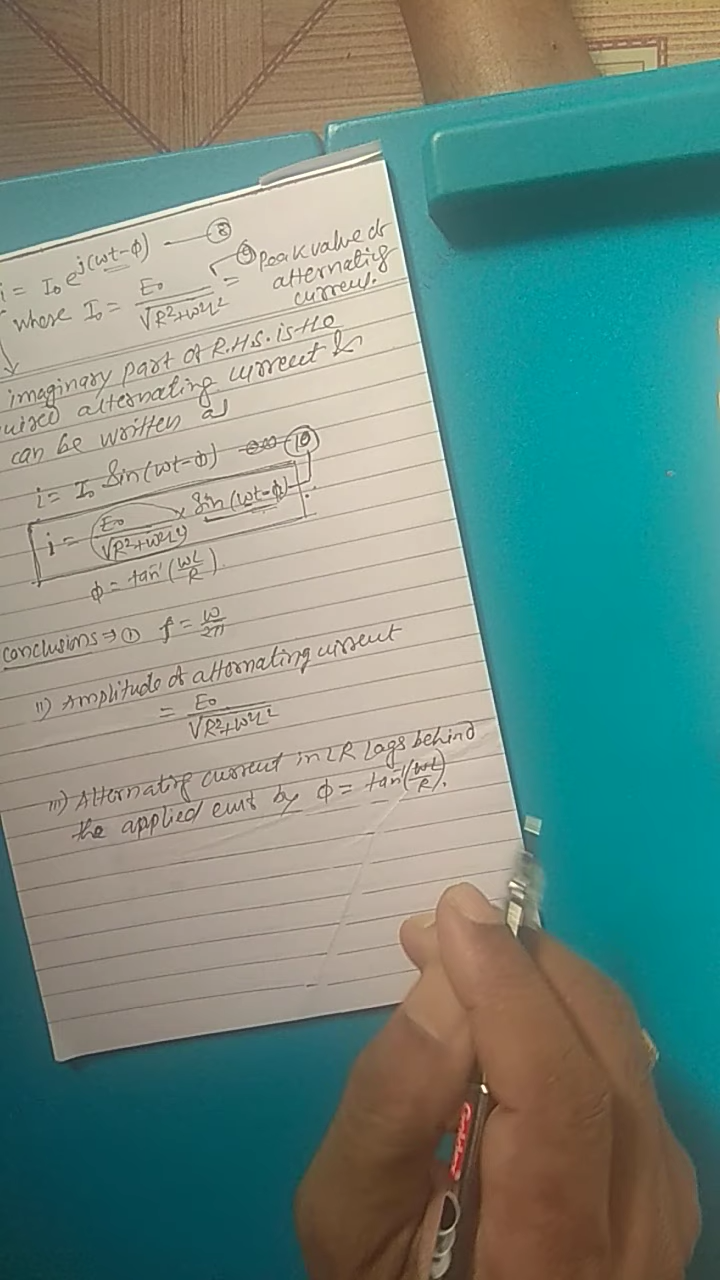 i = I₀ e^j(ωt-ϕ) — ⑧
where I₀ = E₀/√R²+ω²L² ⑨ = Peak value of alternating current.
imaginary part of R.H.S. is the
uired alternating current &
can be written as
i = I₀ Sin(ωt-ϕ) — ⑩
i = E₀/√R²+ω²L² × Sin(ωt-ϕ)
ϕ = tan⁻¹(ωL/R).
Conclusions ⇒ ① f = ω/2π
ii) Amplitude of alternating current
= E₀/√R²+ω²L²
iii) Alternating current in LR Lags behind
the applied emf by ϕ = tan⁻¹(ωL/R).